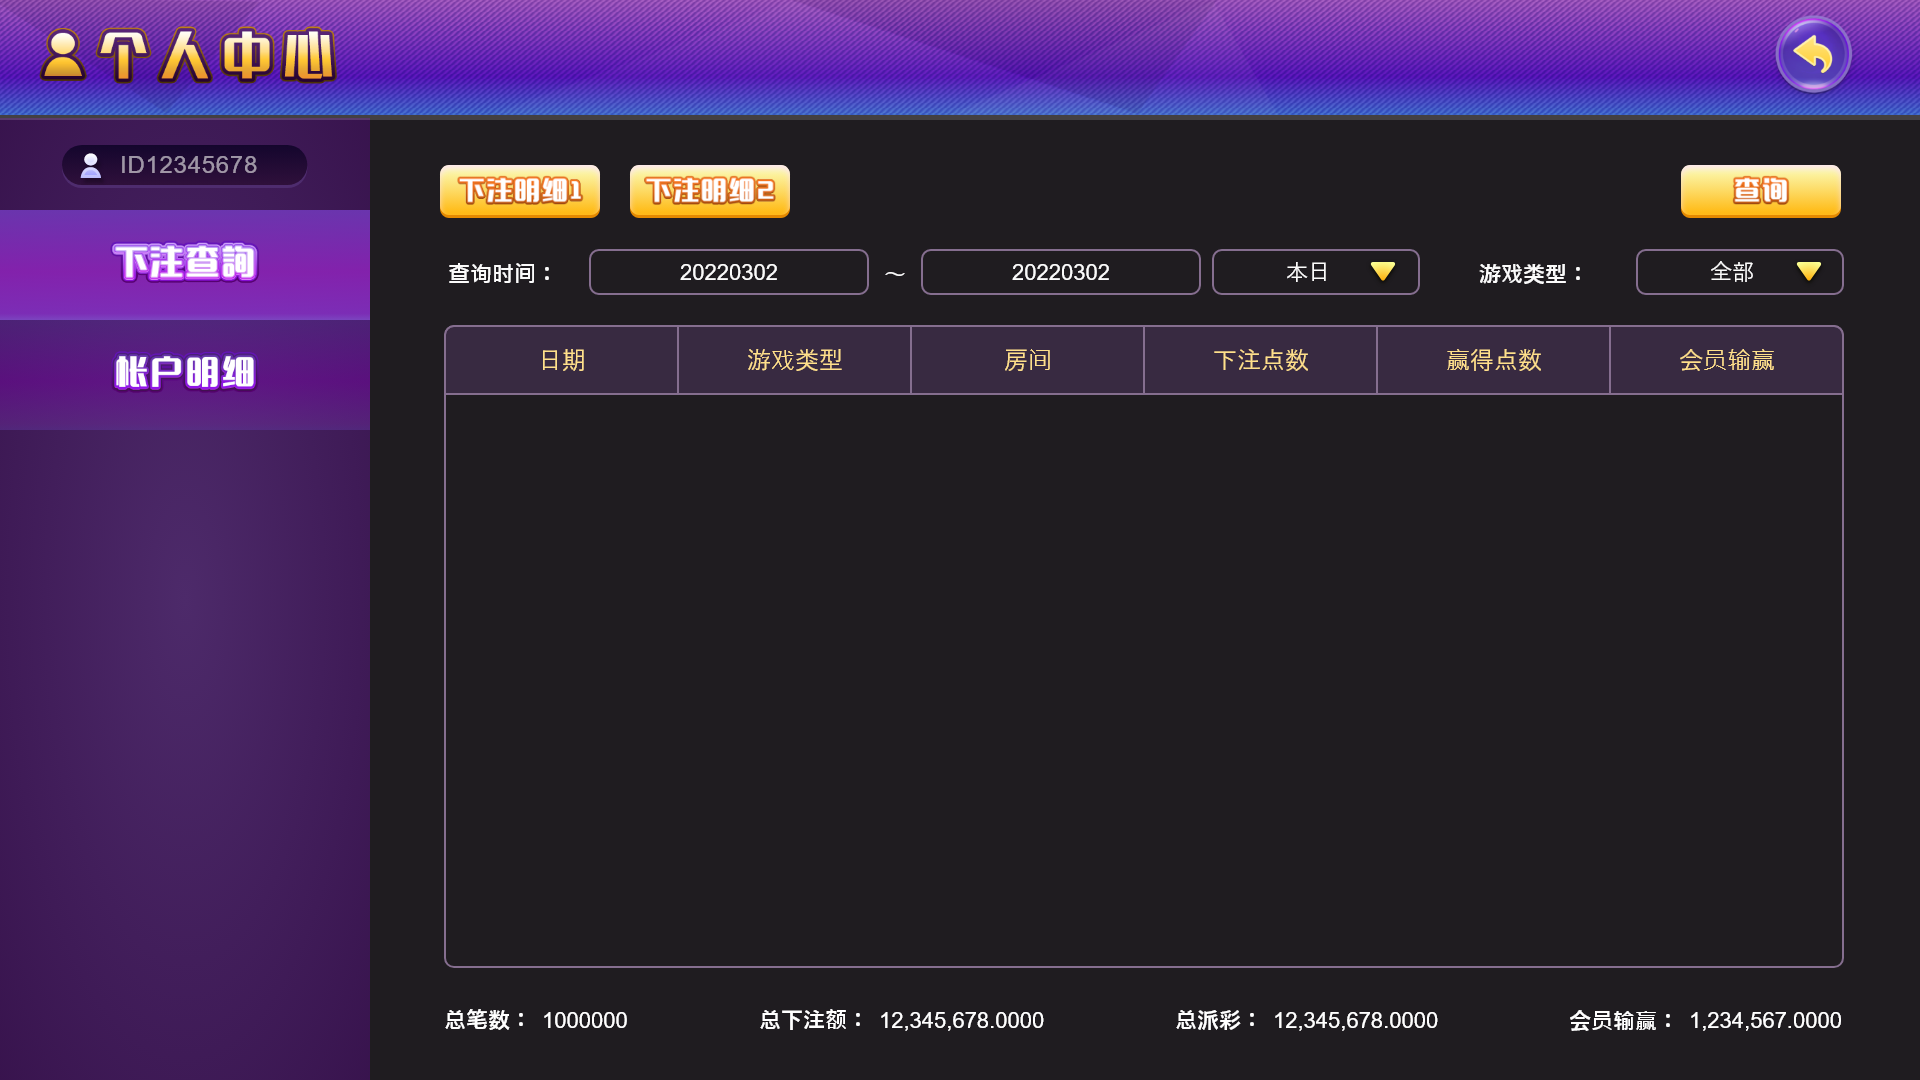 个人中心
ID12345678
下注查詢
帐户明细
下注明细1
下注明细2
查询
查询时间：
20220302
～
20220302
本日
游戏类型：
全部
日期
游戏类型
房间
下注点数
赢得点数
会员输赢
总笔数： 1000000
总下注额： 12,345,678.0000
总派彩： 12,345,678.0000
会员输赢： 1,234,567.0000